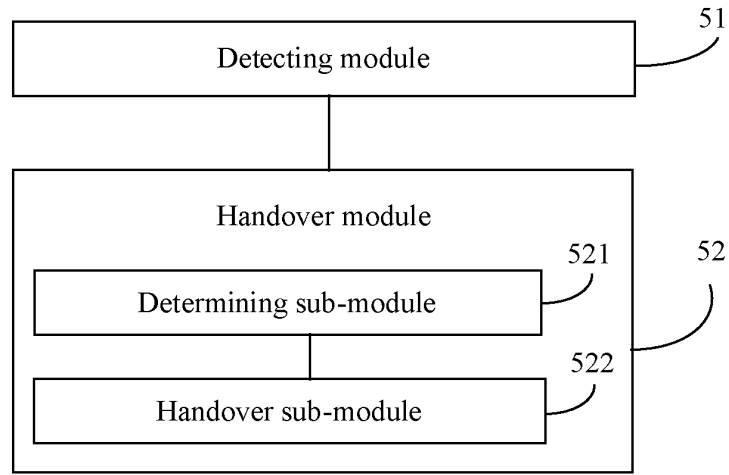 51
Detecting module
Handover module
52
521
Determining sub-module
522
Handover sub-module